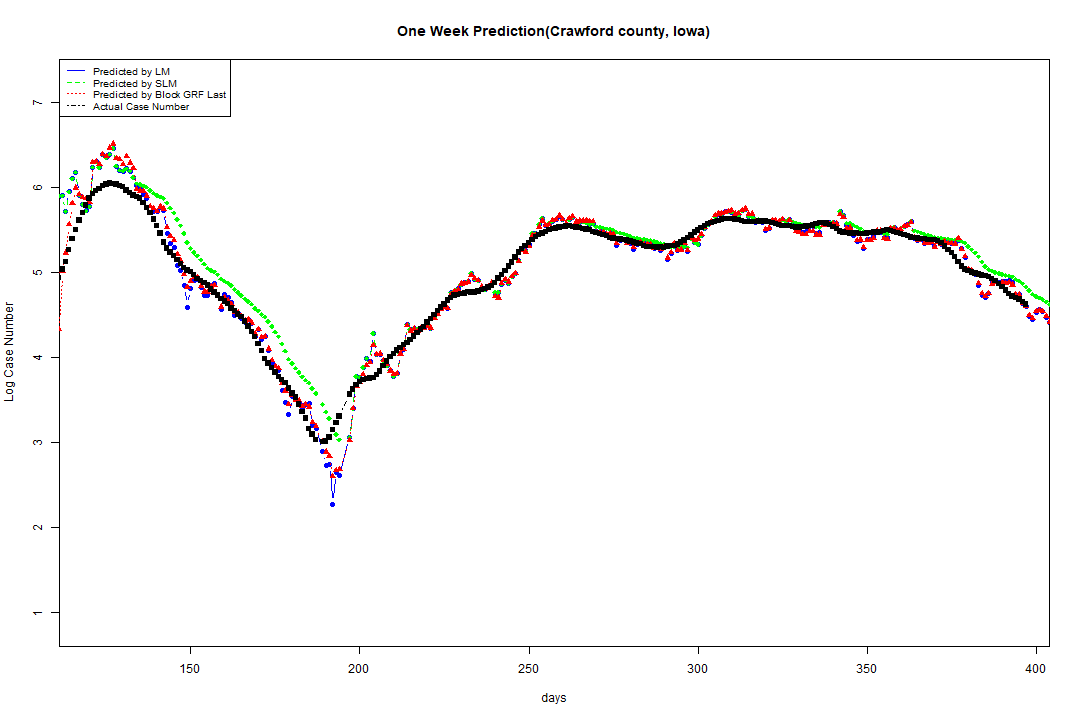 One Week Prediction(Crawford county, Iowa)
Predicted by LM
Predicted by SLM
Predicted by Block GRF Last
Actual Case Number
7
6
5
4
3
2
1
Log Case Number
150
200
250
300
350
400
days